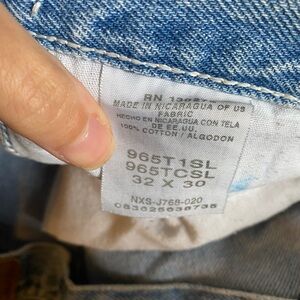 RN
MADE IN NICARAGUA OF US
FABRIC
HECHO EN NICARAGUA CON TELA
DE EE.UU.
100% COTTON / ALGODON
965T1SL
965TCSL
32 X 30
NXS-J768-020